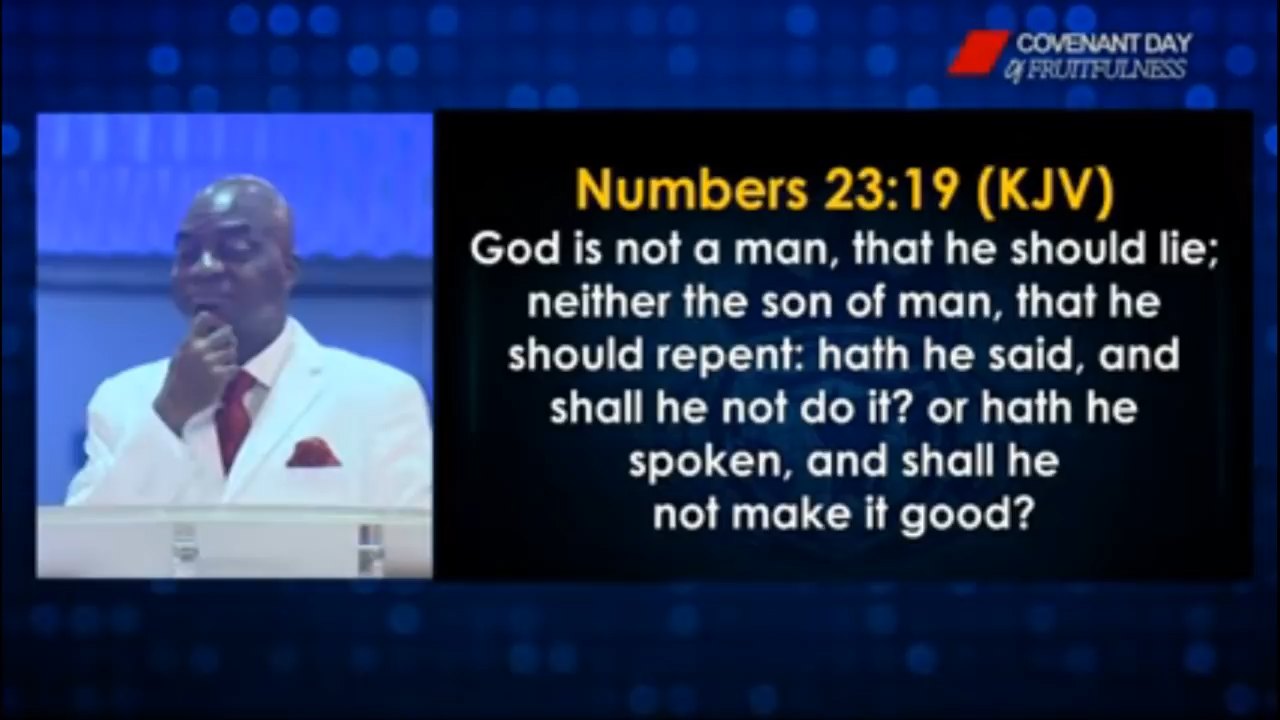 COVENANT DAY
of FRUITFULNESS
Numbers 23:19 (KJV)
God is not a man, that he should lie;
neither the son of man, that he
should repent: hath he said, and
shall he not do it? or hath he
spoken, and shall he
not make it good?